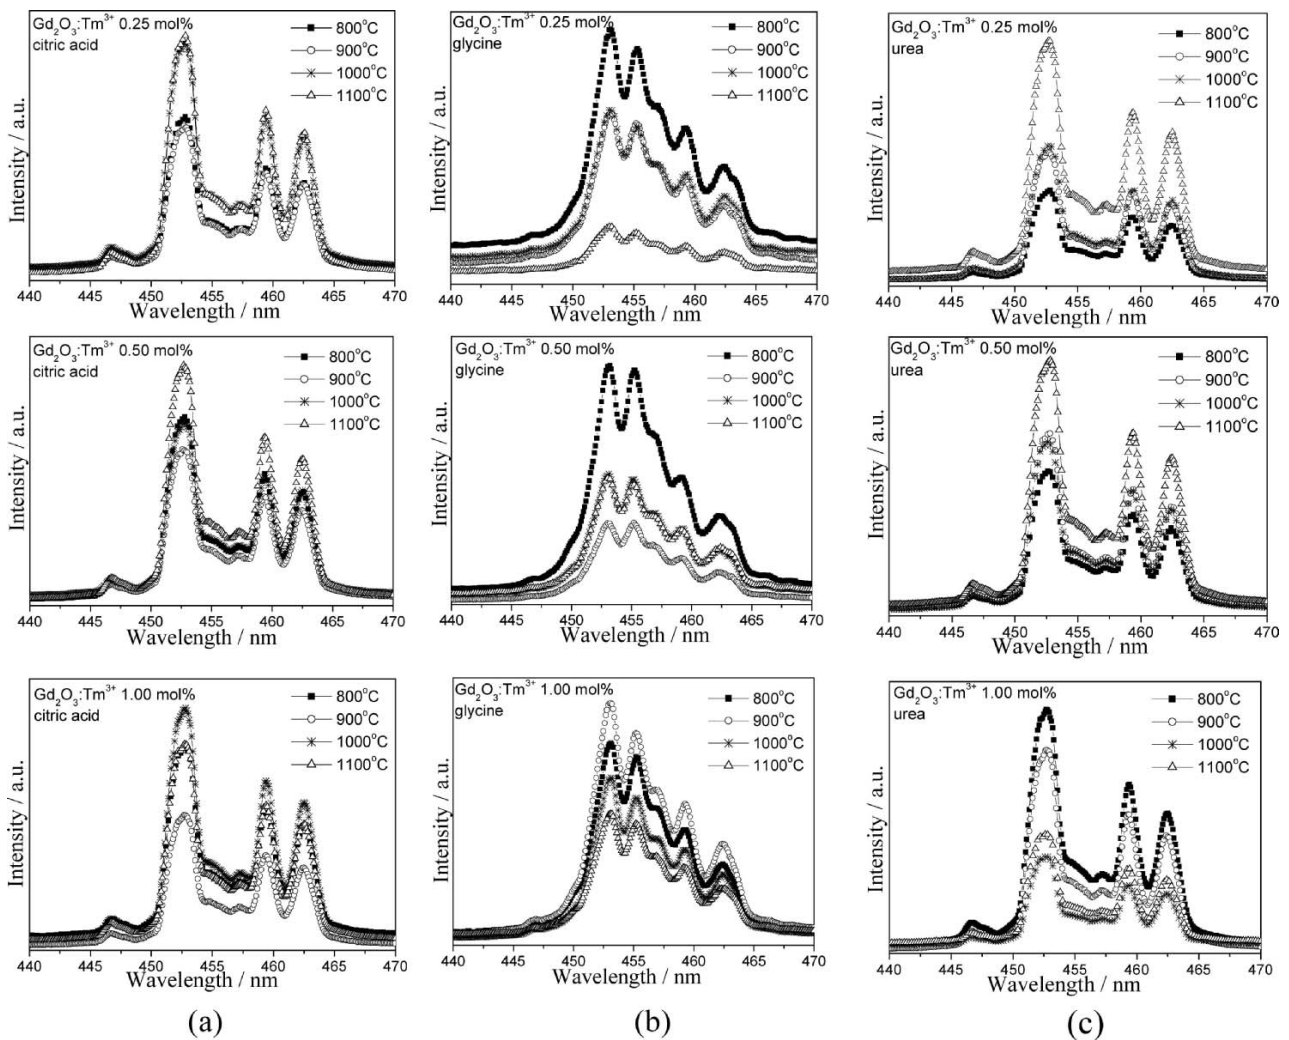 Gd₂O₃:Tm³⁺ 0.25 mol%
citric acid
800°C
900°C
1000°C
1100°C
Intensity / a.u.
440 445 450 455 460 465 470
Wavelength / nm
Gd₂O₃:Tm³⁺ 0.25 mol%
glycine
800°C
900°C
1000°C
1100°C
Intensity / a.u.
440 445 450 455 460 465 470
Wavelength / nm
Gd₂O₃:Tm³⁺ 0.25 mol%
urea
800°C
900°C
1000°C
1100°C
Intensity / a.u.
440 445 450 455 460 465 470
Wavelength / nm
Gd₂O₃:Tm³⁺ 0.50 mol%
citric acid
800°C
900°C
1000°C
1100°C
Intensity / a.u.
440 445 450 455 460 465 470
Wavelength / nm
Gd₂O₃:Tm³⁺ 0.50 mol%
glycine
800°C
900°C
1000°C
1100°C
Intensity / a.u.
440 445 450 455 460 465 470
Wavelength / nm
Gd₂O₃:Tm³⁺ 0.50 mol%
urea
800°C
900°C
1000°C
1100°C
Intensity / a.u.
440 445 450 455 460 465 470
Wavelength / nm
Gd₂O₃:Tm³⁺ 1.00 mol%
citric acid
800°C
900°C
1000°C
1100°C
Intensity / a.u.
440 445 450 455 460 465 470
Wavelength / nm
Gd₂O₃:Tm³⁺ 1.00 mol%
glycine
800°C
900°C
1000°C
1100°C
Intensity / a.u.
440 445 450 455 460 465 470
Wavelength / nm
Gd₂O₃:Tm³⁺ 1.00 mol%
urea
800°C
900°C
1000°C
1100°C
Intensity / a.u.
440 445 450 455 460 465 470
Wavelength / nm
(a) (b) (c)